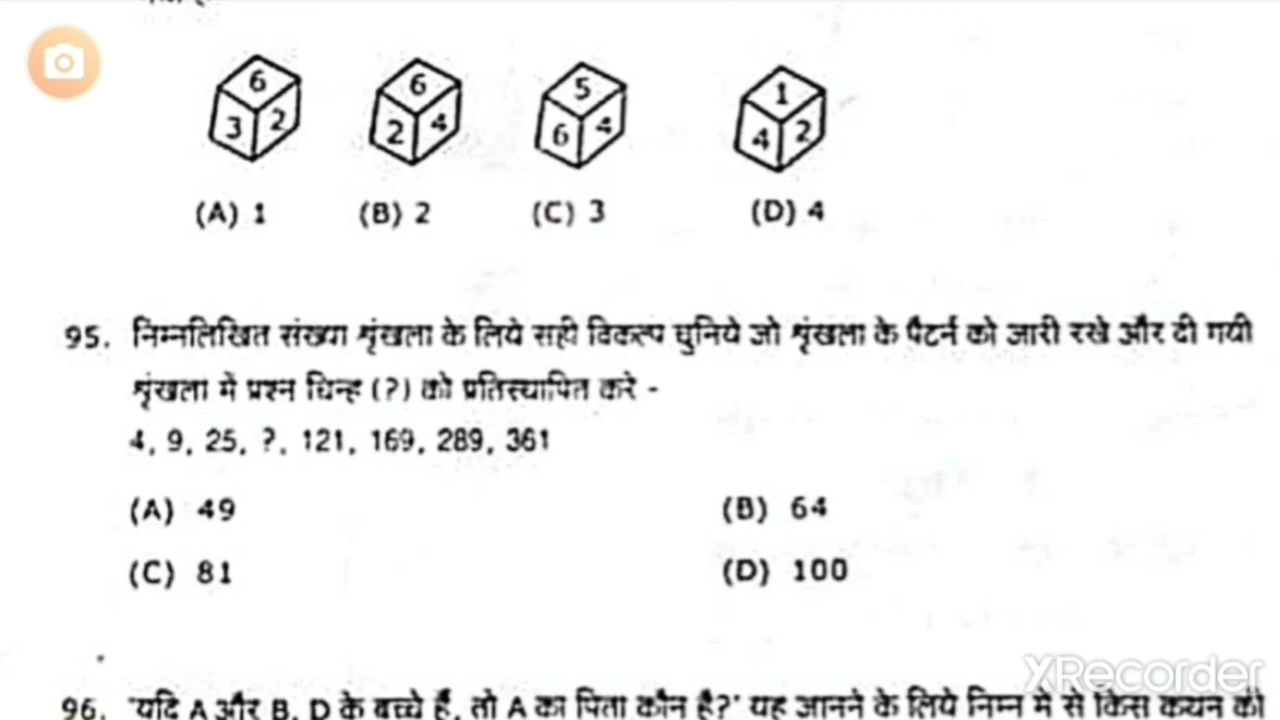 6 3 2
6 2 4
5 6 4
1 4 2
(A) 1 (B) 2 (C) 3 (D) 4
95. निम्नलिखित संख्या श्रृंखला के लिये सही विकल्प चुनिये जो श्रृंखला के पैटर्न को जारी रखे और दी गयी
श्रृंखला में प्रश्न चिन्ह (?) को प्रतिस्थापित करे -
4, 9, 25, ?, 121, 169, 289, 361
(A) 49 (B) 64
(C) 81 (D) 100
96. 'यदि A और B, D के बच्चे हैं, तो A का पिता कौन है?' यह जानने के लिये निम्न में से किस कथन की
XRecorder